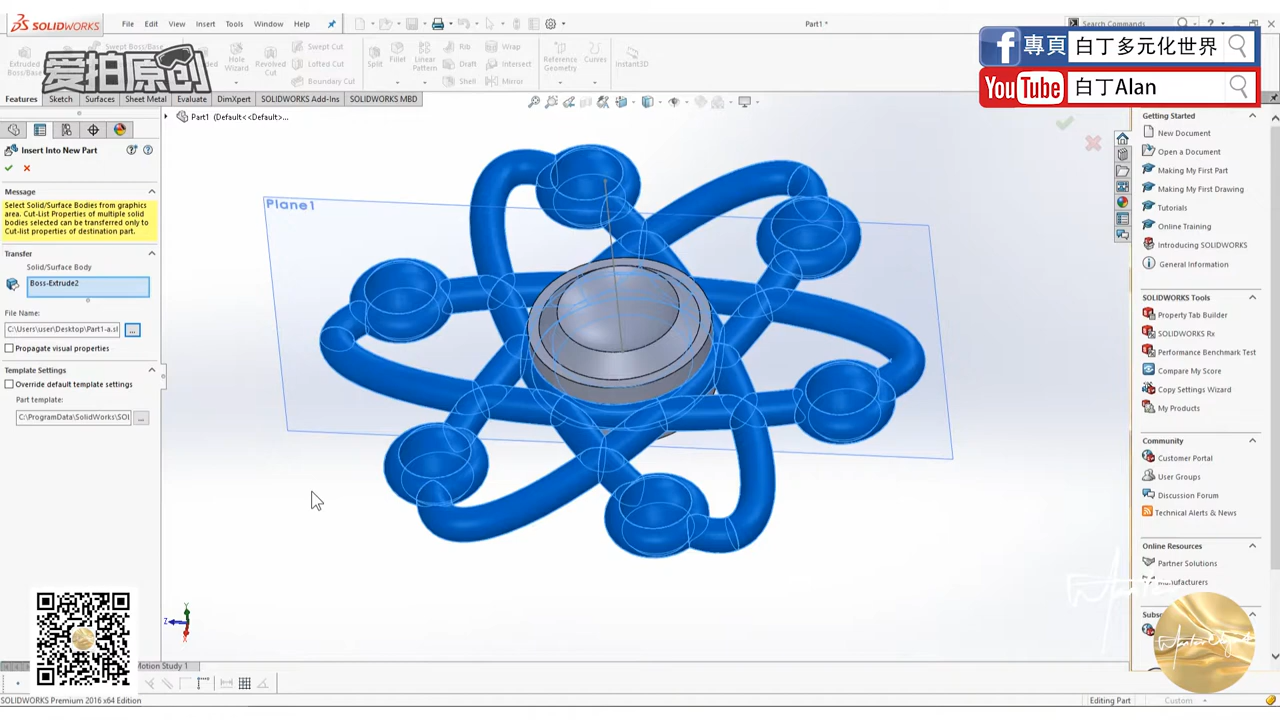 SOLIDWORKS
File Edit View Insert Tools Window Help
Part1 *
Search Commands
專頁 白丁多元化世界
YouTube 白丁Alan
爱拍原创
Extruded Boss/Base
Swept Boss/Base
Hole Wizard
Revolved Cut
Swept Cut
Lofted Cut
Boundary Cut
Split
Fillet
Linear Pattern
Rib
Draft
Shell
Wrap
Intersect
Mirror
Reference Geometry
Curves
Instant3D
Features Sketch Surfaces Sheet Metal Evaluate DimXpert SOLIDWORKS Add-Ins SOLIDWORKS MBD
Part1 (Default<<Default>...
Insert Into New Part
Message
Select Solid/Surface Bodies from graphics
area. Cut-List Properties of multiple solid
bodies selected can be transferred only to
Cut-list properties of destination part.
Transfer
Solid/Surface Body
Boss-Extrude2
File Name:
C:\Users\user\Desktop\Part1-a.sl
...
Propagate visual properties
Template Settings
Override default template settings
Part template:
C:\ProgramData\SolidWorks\SOI
...
Plane1
Getting Started
New Document
Open a Document
Making My First Part
Making My First Drawing
Tutorials
Online Training
Introducing SOLIDWORKS
General Information
SOLIDWORKS Tools
Property Tab Builder
SOLIDWORKS Rx
Performance Benchmark Test
Compare My Score
Copy Settings Wizard
My Products
Community
Customer Portal
User Groups
Discussion Forum
Technical Alerts & News
Online Resources
Partner Solutions
Manufacturers
Y
Z
X
Motion Study 1
SOLIDWORKS Premium 2016 x64 Edition
Editing Part
Custom